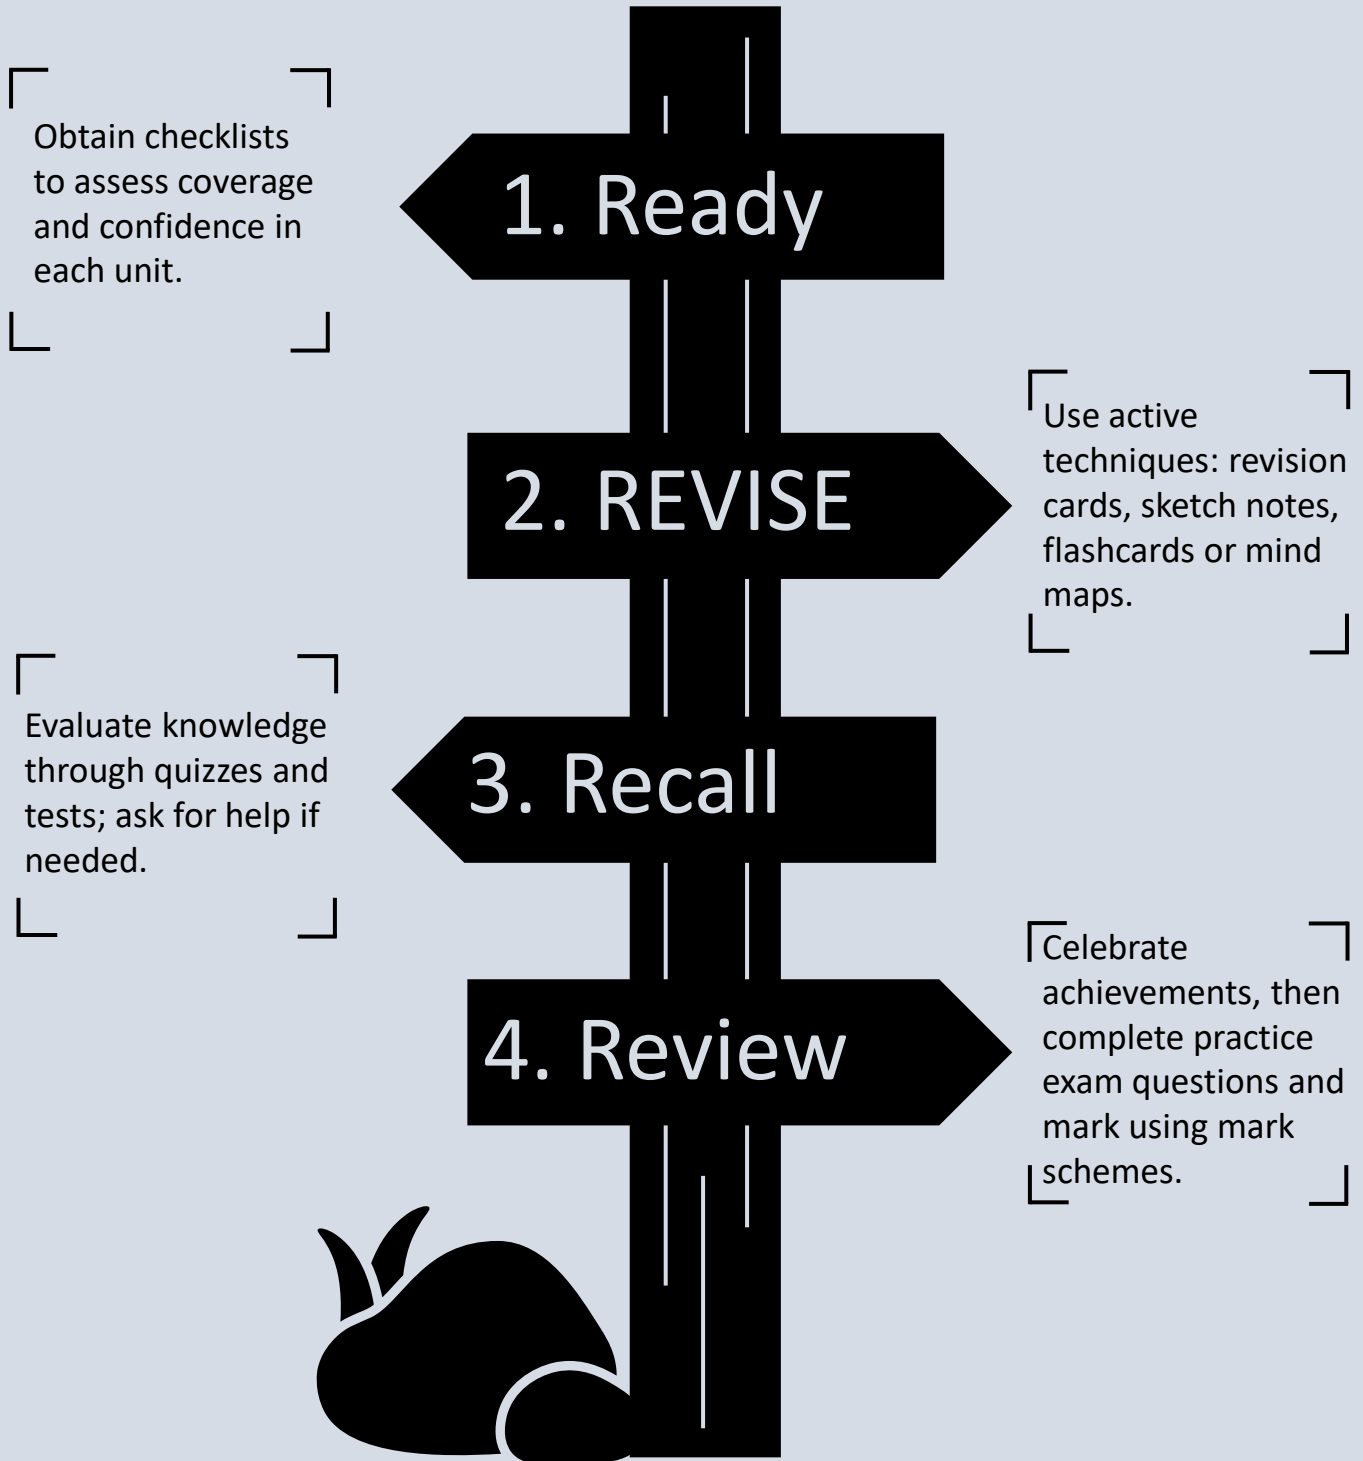 1. Ready
Obtain checklists
to assess coverage
and confidence in
each unit.
2. REVISE
Use active
techniques: revision
cards, sketch notes,
flashcards or mind
maps.
3. Recall
Evaluate knowledge
through quizzes and
tests; ask for help if
needed.
4. Review
Celebrate
achievements, then
complete practice
exam questions and
mark using mark
schemes.